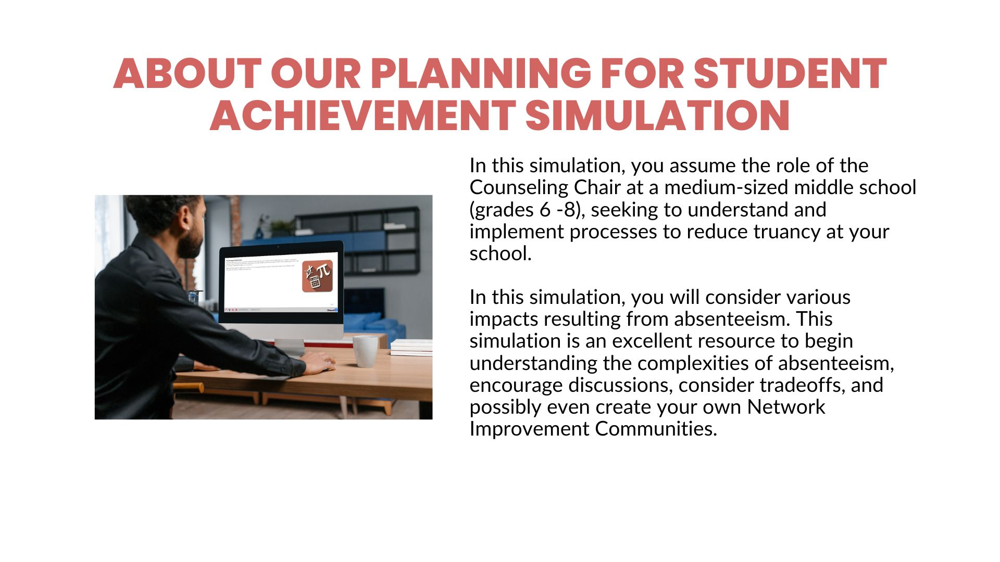 ABOUT OUR PLANNING FOR STUDENT
ACHIEVEMENT SIMULATION
In this simulation, you assume the role of the
Counseling Chair at a medium-sized middle school
(grades 6 -8), seeking to understand and
implement processes to reduce truancy at your
school.
In this simulation, you will consider various
impacts resulting from absenteeism. This
simulation is an excellent resource to begin
understanding the complexities of absenteeism,
encourage discussions, consider tradeoffs, and
possibly even create your own Network
Improvement Communities.
π